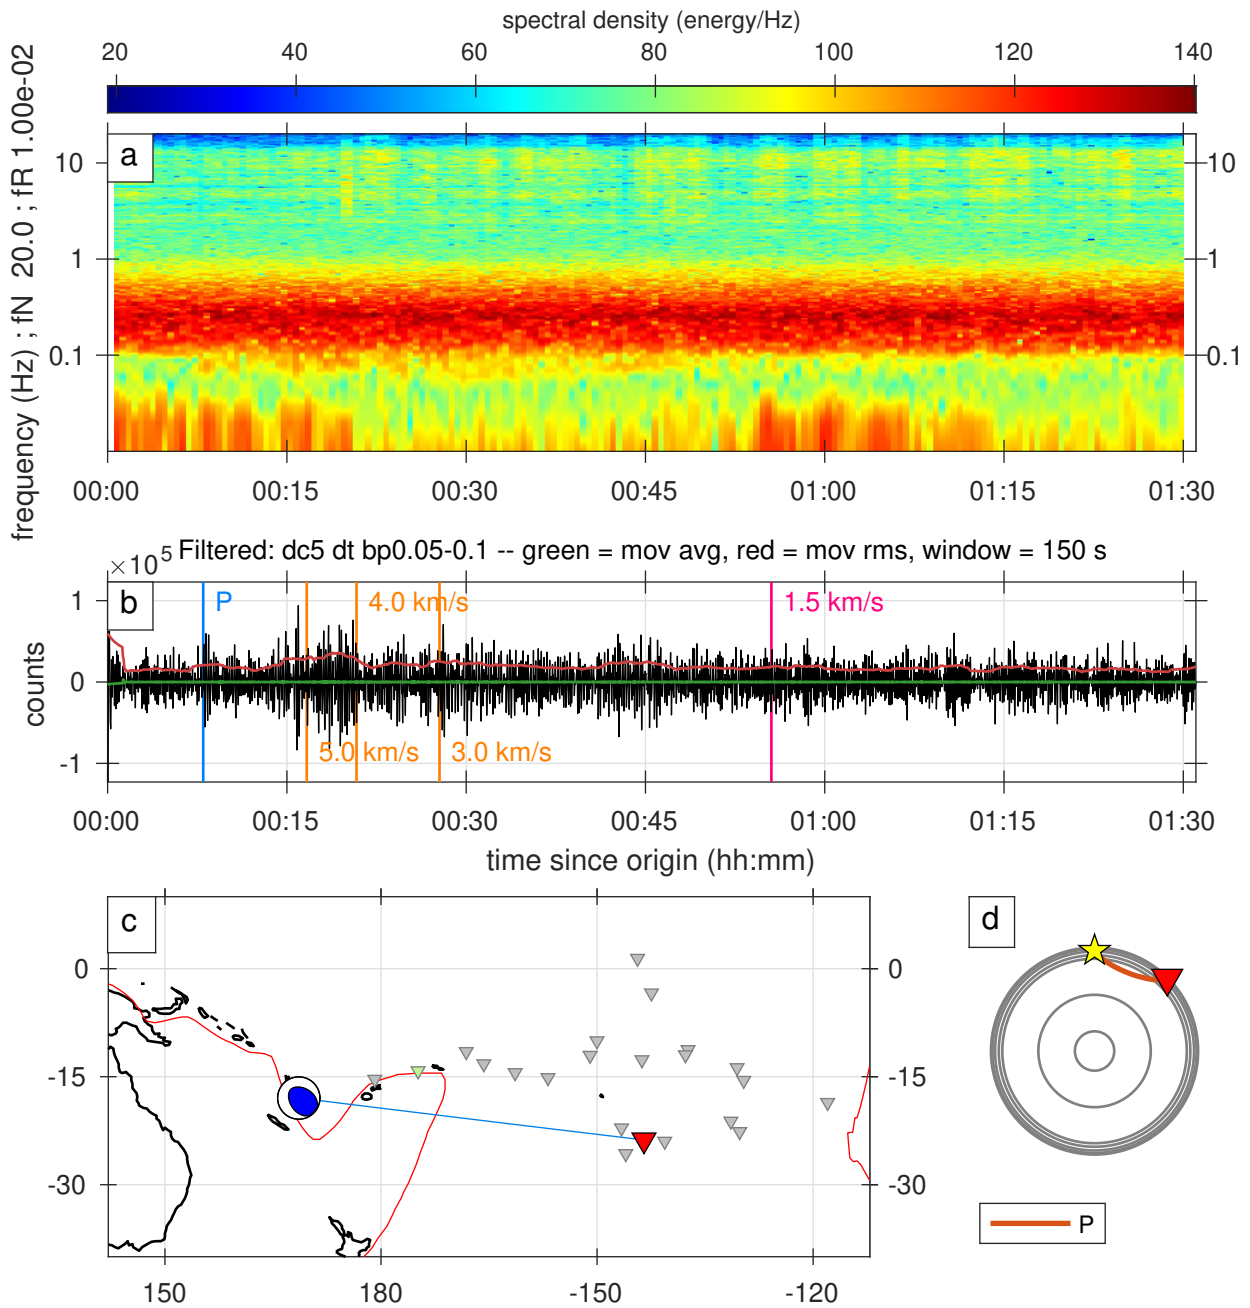 spectral density (energy/Hz)
20 40 60 80 100 120 140
frequency (Hz) ; fN 20.0 ; fR 1.00e-02
a
10 10
1 1
0.1 0.1
00:00 00:15 00:30 00:45 01:00 01:15 01:30
×10^5 Filtered: dc5 dt bp0.05-0.1 -- green = mov avg, red = mov rms, window = 150 s
b
P 4.0 km/s 1.5 km/s
5.0 km/s 3.0 km/s
counts
1
0
-1
00:00 00:15 00:30 00:45 01:00 01:15 01:30
time since origin (hh:mm)
c
0 0
-15 -15
-30 -30
150 180 -150 -120
d
P